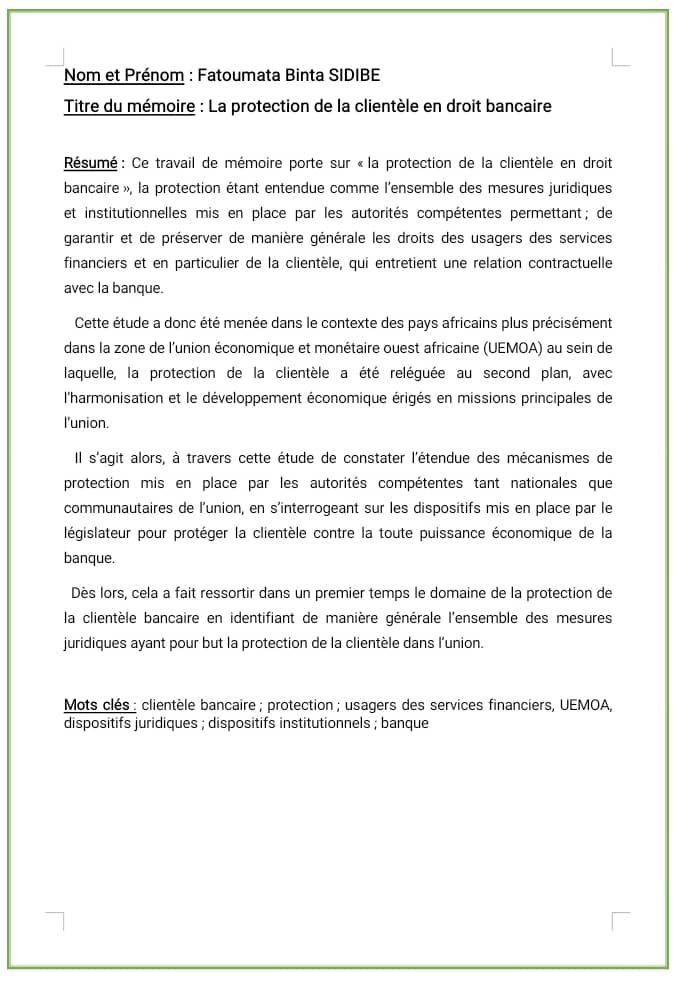 Nom et Prénom : Fatoumata Binta SIDIBE
Titre du mémoire : La protection de la clientèle en droit bancaire
Résumé : Ce travail de mémoire porte sur « la protection de la clientèle en droit
bancaire », la protection étant entendue comme l’ensemble des mesures juridiques
et institutionnelles mis en place par les autorités compétentes permettant ; de
garantir et de préserver de manière générale les droits des usagers des services
financiers et en particulier de la clientèle, qui entretient une relation contractuelle
avec la banque.
Cette étude a donc été menée dans le contexte des pays africains plus précisément
dans la zone de l’union économique et monétaire ouest africaine (UEMOA) au sein de
laquelle, la protection de la clientèle a été reléguée au second plan, avec
l’harmonisation et le développement économique érigés en missions principales de
l’union.
Il s’agit alors, à travers cette étude de constater l’étendue des mécanismes de
protection mis en place par les autorités compétentes tant nationales que
communautaires de l’union, en s’interrogeant sur les dispositifs mis en place par le
législateur pour protéger la clientèle contre la toute puissance économique de la
banque.
Dès lors, cela a fait ressortir dans un premier temps le domaine de la protection de
la clientèle bancaire en identifiant de manière générale l’ensemble des mesures
juridiques ayant pour but la protection de la clientèle dans l’union.
Mots clés : clientèle bancaire ; protection ; usagers des services financiers, UEMOA,
dispositifs juridiques ; dispositifs institutionnels ; banque